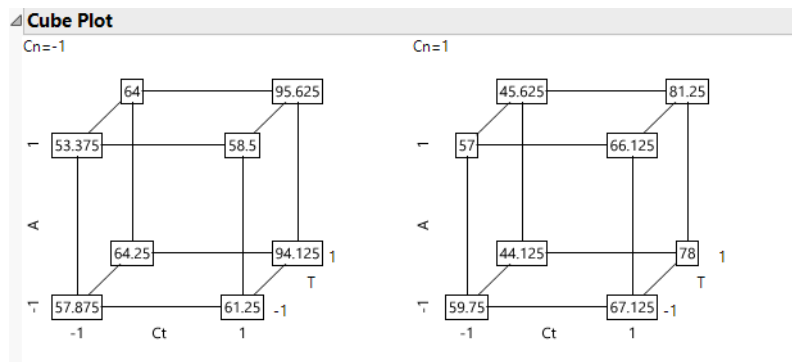 Cube Plot
Cn=-1 Cn=1
64 95.625 45.625 81.25
1 53.375 58.5 1 57 66.125
A A
64.25 94.125 1 44.125 78 1
T T
-1 57.875 61.25 -1 -1 59.75 67.125 -1
-1 Ct 1 -1 Ct 1